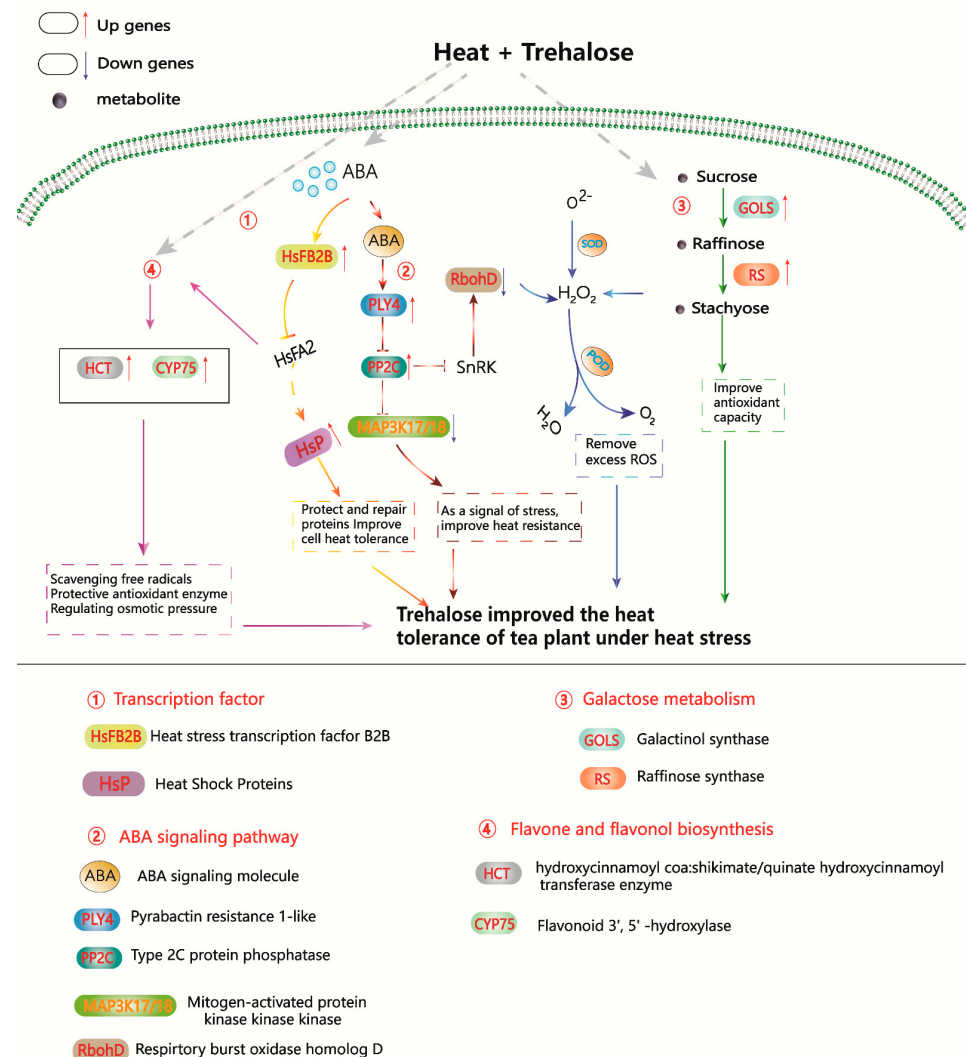 Up genes
Down genes
metabolite
Heat + Trehalose
ABA
①
HsFB2B
ABA
②
PLY4
PP2C
SnRK
RbohD
MAP3K17/18
HsFA2
HsP
④
HCT
CYP75
O²⁻
SOD
H₂O₂
POD
H₂O
O₂
Sucrose
③
GOLS
Raffinose
RS
Stachyose
Improve
antioxidant
capacity
Remove
excess ROS
Protect and repair
proteins Improve
cell heat tolerance
As a signal of stress,
improve heat resistance
Scavenging free radicals
Protective antioxidant enzyme
Regulating osmotic pressure
Trehalose improved the heat
tolerance of tea plant under heat stress
① Transcription factor
HsFB2B Heat stress transcription facfor B2B
HsP Heat Shock Proteins
② ABA signaling pathway
ABA ABA signaling molecule
PLY4 Pyrabactin resistance 1-like
PP2C Type 2C protein phosphatase
MAP3K17/18 Mitogen-activated protein
kinase kinase kinase
RbohD Respirtory burst oxidase homolog D
③ Galactose metabolism
GOLS Galactinol synthase
RS Raffinose synthase
④ Flavone and flavonol biosynthesis
HCT hydroxycinnamoyl coa:shikimate/quinate hydroxycinnamoyl
transferase enzyme
CYP75 Flavonoid 3', 5' -hydroxylase